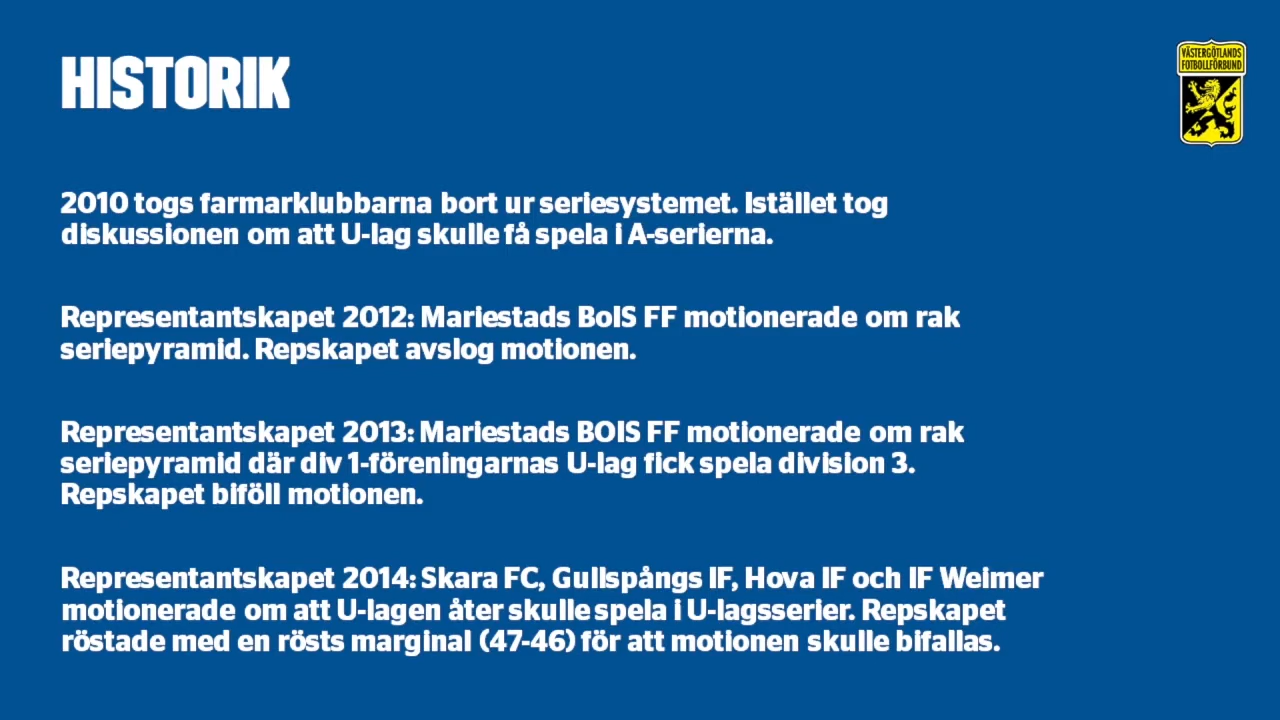 HISTORIK
VÄSTERGÖTLANDS
FOTBOLLFÖRBUND
2010 togs farmarklubbarna bort ur seriesystemet. Istället tog
diskussionen om att U-lag skulle få spela i A-serierna.
Representantskapet 2012: Mariestads BoIS FF motionerade om rak
seriepyramid. Repskapet avslog motionen.
Representantskapet 2013: Mariestads BOIS FF motionerade om rak
seriepyramid där div 1-föreningarnas U-lag fick spela division 3.
Repskapet biföll motionen.
Representantskapet 2014: Skara FC, Gullspångs IF, Hova IF och IF Weimer
motionerade om att U-lagen åter skulle spela i U-lagsserier. Repskapet
röstade med en rösts marginal (47-46) för att motionen skulle bifallas.